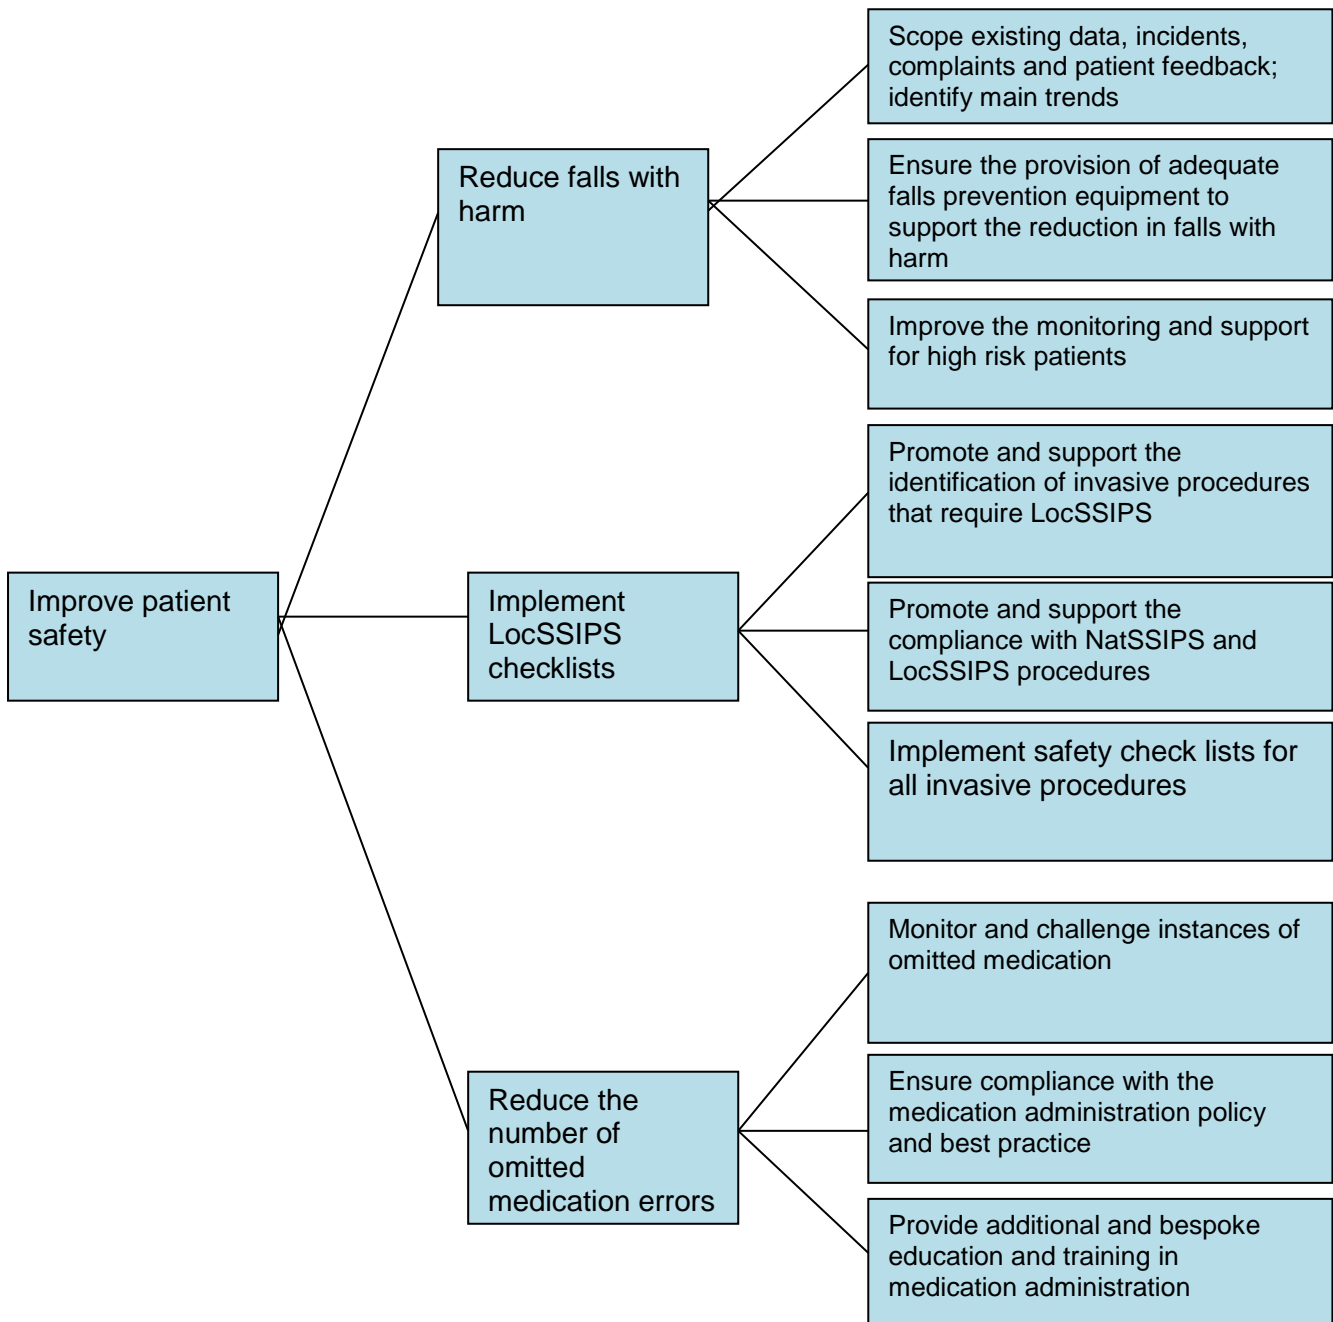 Scope existing data, incidents,
complaints and patient feedback;
identify main trends
Reduce falls with
harm
Ensure the provision of adequate
falls prevention equipment to
support the reduction in falls with
harm
Improve the monitoring and support
for high risk patients
Promote and support the
identification of invasive procedures
that require LocSSIPS
Improve patient
safety
Implement
LocSSIPS
checklists
Promote and support the
compliance with NatSSIPS and
LocSSIPS procedures
Implement safety check lists for
all invasive procedures
Monitor and challenge instances of
omitted medication
Reduce the
number of
omitted
medication errors
Ensure compliance with the
medication administration policy
and best practice
Provide additional and bespoke
education and training in
medication administration